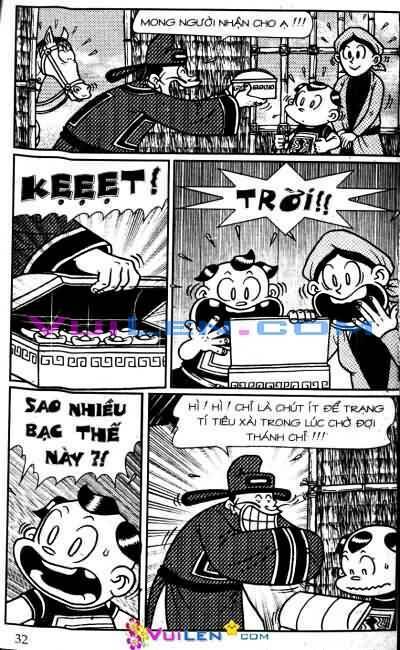 MONG NGƯỜI NHẬN CHO Ạ !!!
KẸẸẸT!
TRỜI!!
VUILEN.COM
SAO NHIỀU
BẠC THẾ
NÀY ?!
HÌ ! HÌ ! CHỈ LÀ CHÚT ÍT ĐỂ TRẠNG
TÍ TIÊU XÀI TRONG LÚC CHỜ ĐỢI
THÁNH CHỈ !!!
32
VUILEN.COM